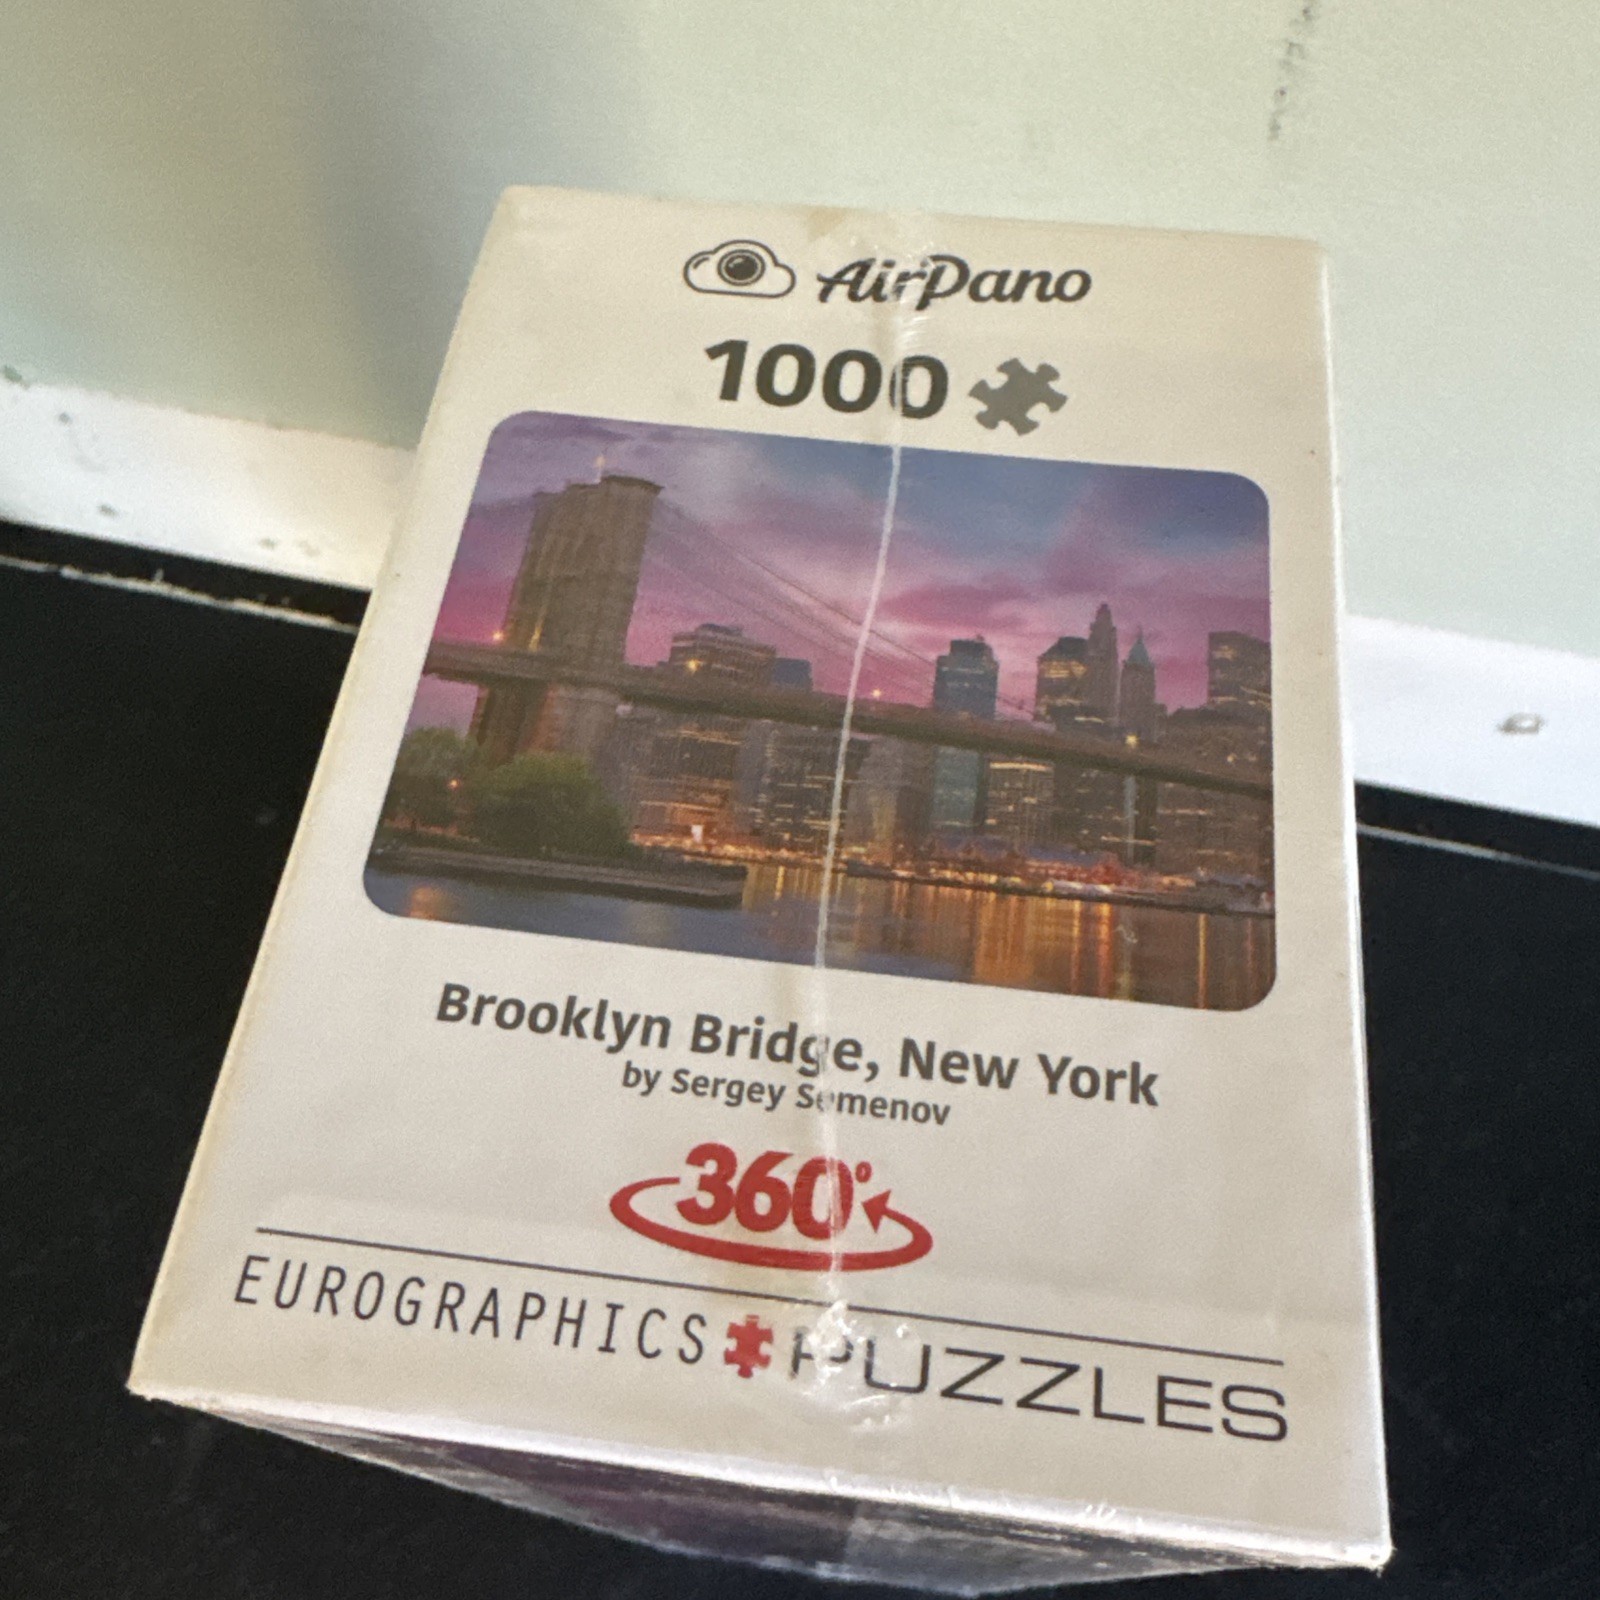 AirPano
1000
Brooklyn Bridge, New York
by Sergey Semenov
360°
EUROGRAPHICS PUZZLES